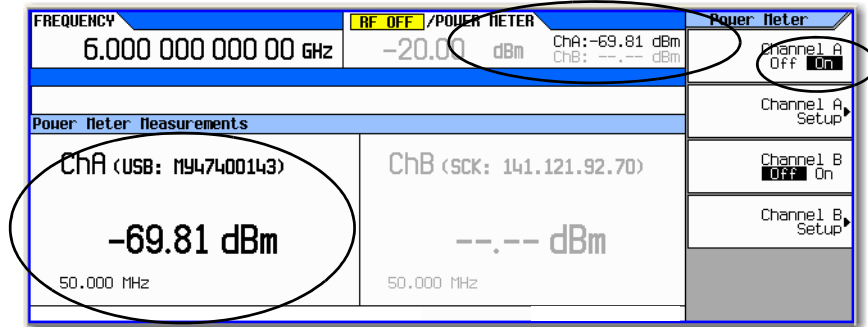 FREQUENCY
6.000 000 000 00 GHz
RF OFF /POWER METER
-20.00 dBm
ChA:-69.81 dBm
ChB: --.-- dBm
Power Meter
Channel A
Off On
Channel A
Setup
Channel B
Off On
Channel B
Setup
Power Meter Measurements
ChA (USB: MY47400143)
-69.81 dBm
50.000 MHz
ChB (SCK: 141.121.92.70)
--.-- dBm
50.000 MHz